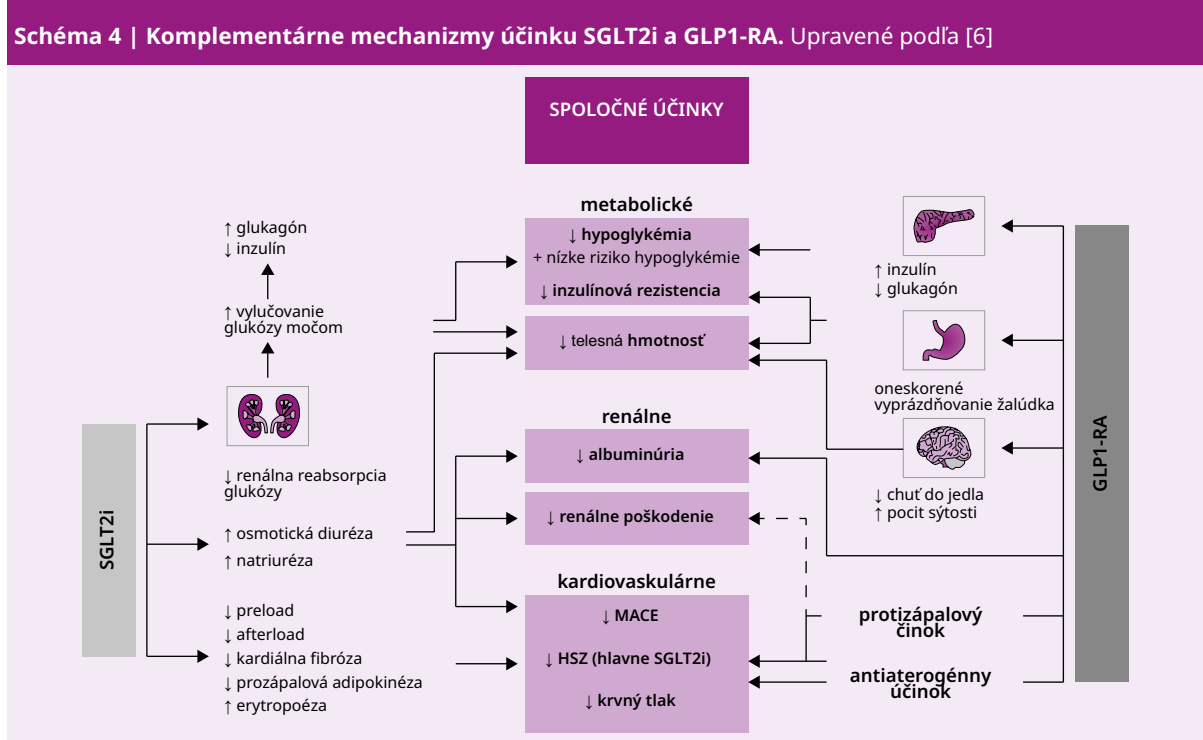 Schéma 4 | Komplementárne mechanizmy účinku SGLT2i a GLP1-RA. Upravené podľa [6]
SPOLOČNÉ ÚČINKY
SGLT2i
↑ glukagón
↓ inzulín
↑ vylučovanie
glukózy močom
↓ renálna reabsorpcia
glukózy
↑ osmotická diuréza
↑ natriuréza
↓ preload
↓ afterload
↓ kardiálna fibróza
↓ prozápalová adipokinéza
↑ erytropoéza
metabolické
↓ hypoglykémia
+ nízke riziko hypoglykémie
↓ inzulínová rezistencia
↓ telesná hmotnosť
renálne
↓ albuminúria
↓ renálne poškodenie
kardiovaskulárne
↓ MACE
↓ HSZ (hlavne SGLT2i)
↓ krvný tlak
↑ inzulín
↓ glukagón
oneskorené
vyprázdňovanie žalúdka
↓ chuť do jedla
↑ pocit sýtosti
protizápalový
činok
antiaterogénny
účinok
GLP1-RA